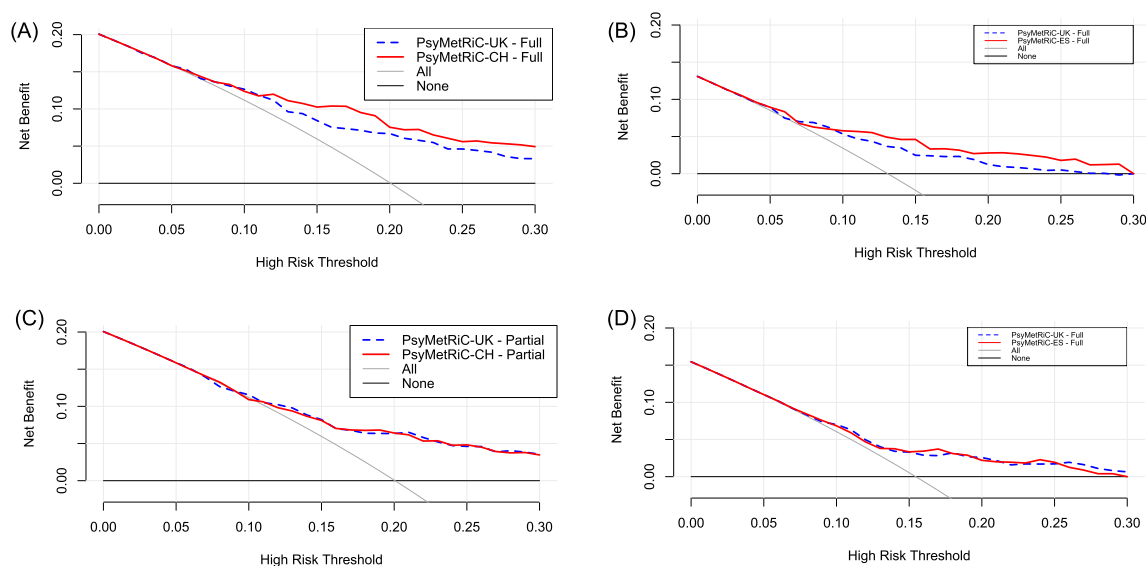 (A)
PsyMetRiC-UK - Full
PsyMetRiC-CH - Full
All
None
Net Benefit
0.20
0.10
0.00
0.00 0.05 0.10 0.15 0.20 0.25 0.30
High Risk Threshold
(B)
PsyMetRiC-UK - Full
PsyMetRiC-ES - Full
All
None
Net Benefit
0.20
0.10
0.00
0.00 0.05 0.10 0.15 0.20 0.25 0.30
High Risk Threshold
(C)
PsyMetRiC-UK - Partial
PsyMetRiC-CH - Partial
All
None
Net Benefit
0.20
0.10
0.00
0.00 0.05 0.10 0.15 0.20 0.25 0.30
High Risk Threshold
(D)
PsyMetRiC-UK - Full
PsyMetRiC-ES - Full
All
None
Net Benefit
0.20
0.10
0.00
0.00 0.05 0.10 0.15 0.20 0.25 0.30
High Risk Threshold